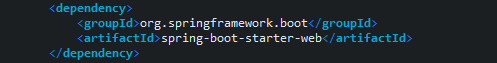 <dependency>
<groupId>org.springframework.boot</groupId>
<artifactId>spring-boot-starter-web</artifactId>
</dependency>